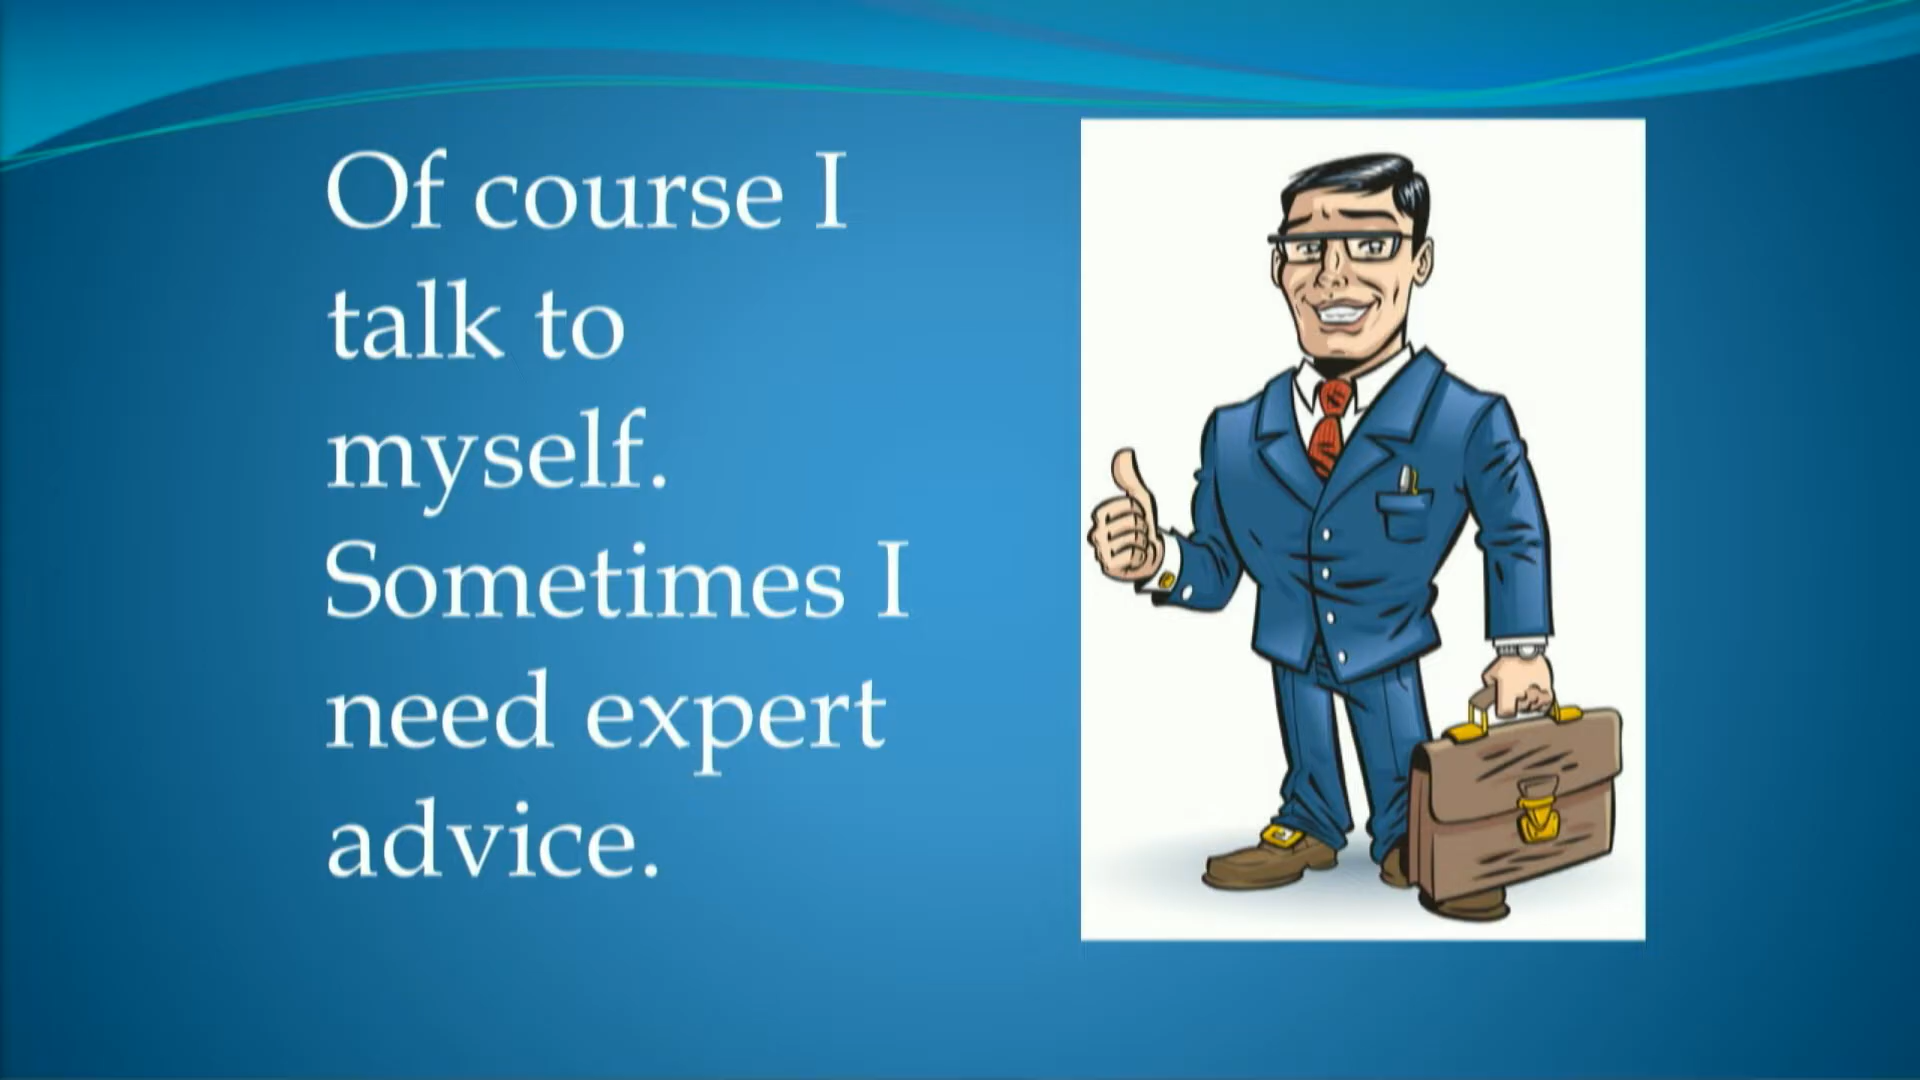 Of course I
talk to
myself.
Sometimes I
need expert
advice.